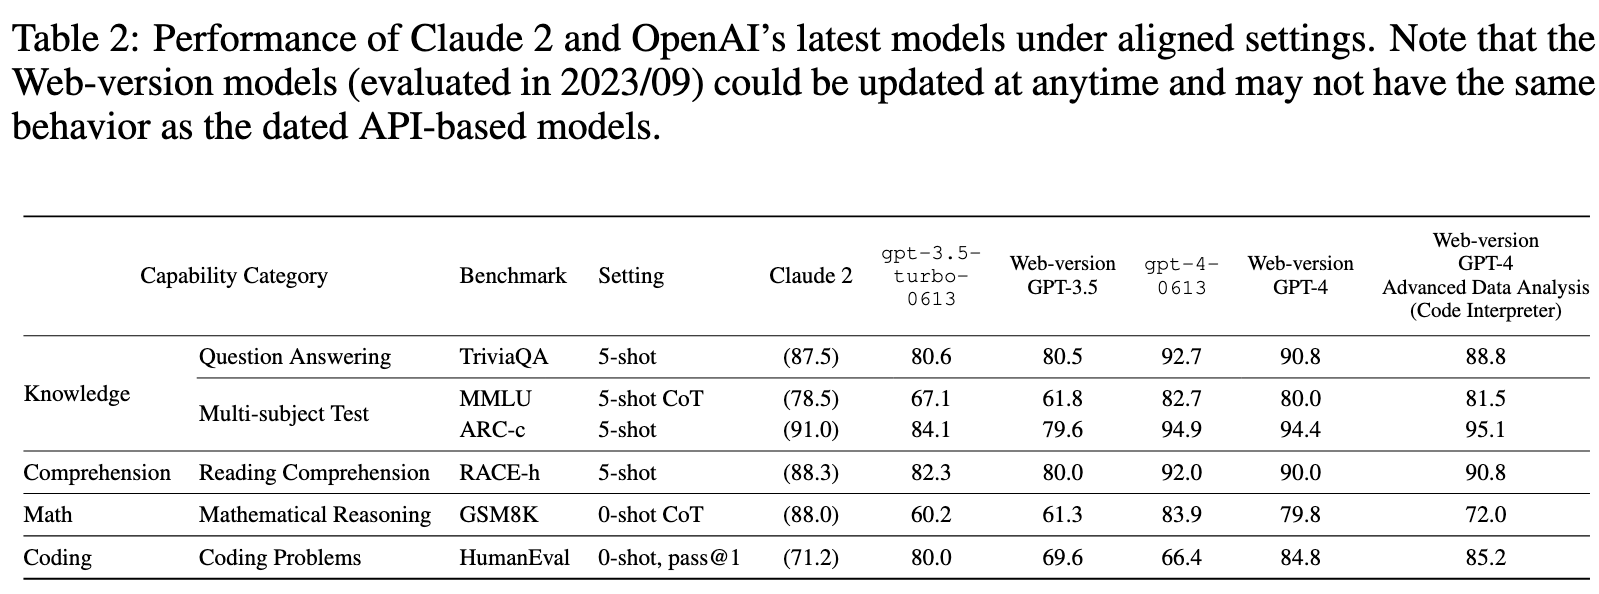 Table 2: Performance of Claude 2 and OpenAI's latest models under aligned settings. Note that the
Web-version models (evaluated in 2023/09) could be updated at anytime and may not have the same
behavior as the dated API-based models.
Capability Category Benchmark Setting Claude 2 gpt-3.5-turbo-0613 Web-version GPT-3.5 gpt-4-0613 Web-version GPT-4 Web-version GPT-4 Advanced Data Analysis (Code Interpreter)
Knowledge Question Answering TriviaQA 5-shot (87.5) 80.6 80.5 92.7 90.8 88.8
Multi-subject Test MMLU 5-shot CoT (78.5) 67.1 61.8 82.7 80.0 81.5
ARC-c 5-shot (91.0) 84.1 79.6 94.9 94.4 95.1
Comprehension Reading Comprehension RACE-h 5-shot (88.3) 82.3 80.0 92.0 90.0 90.8
Math Mathematical Reasoning GSM8K 0-shot CoT (88.0) 60.2 61.3 83.9 79.8 72.0
Coding Coding Problems HumanEval 0-shot, pass@1 (71.2) 80.0 69.6 66.4 84.8 85.2